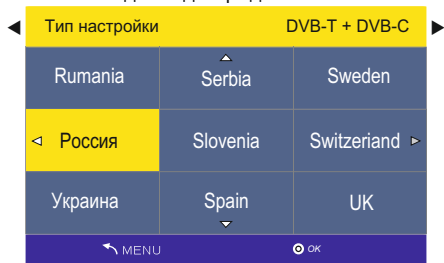 Тип настройки DVB-T + DVB-C
Rumania Serbia Sweden
Россия Slovenia Switzeriand
Украина Spain UK
MENU OK